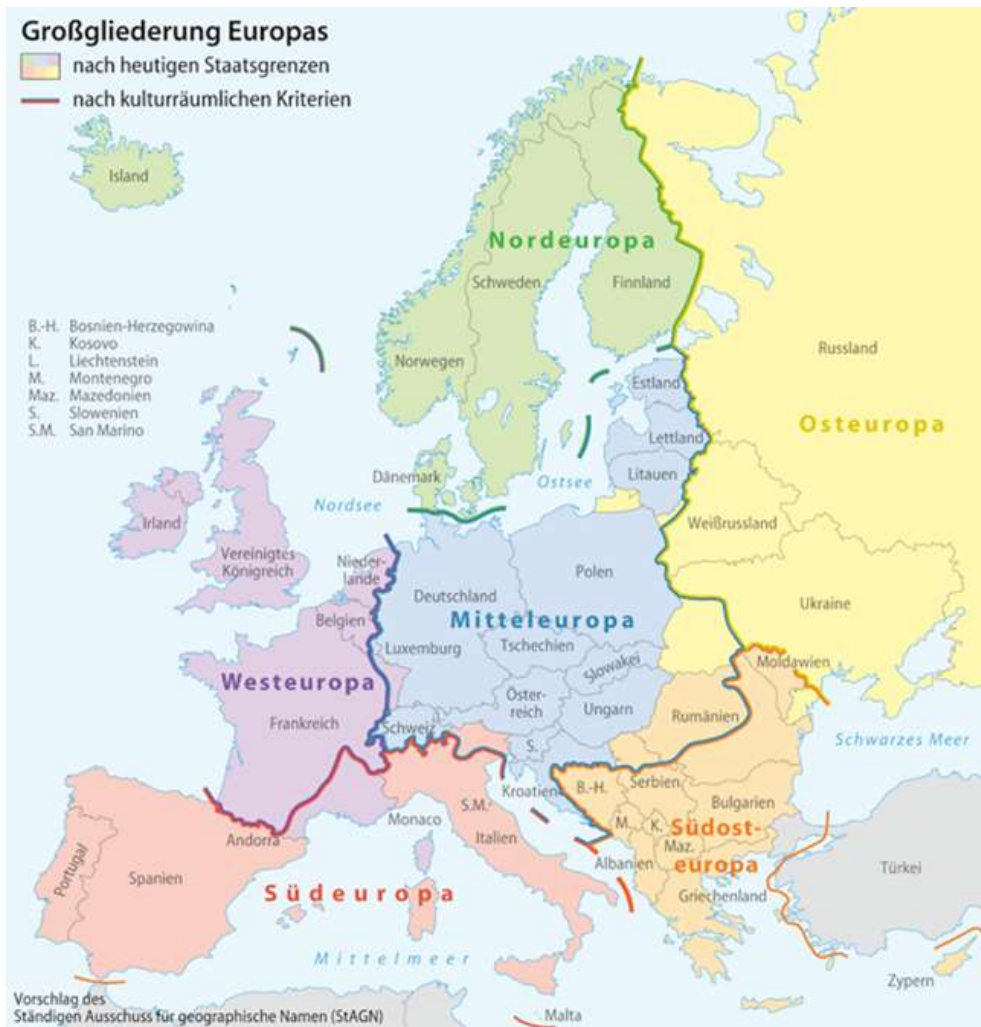 Großgliederung Europas
nach heutigen Staatsgrenzen
nach kulturräumlichen Kriterien
Island
Nordeuropa
Schweden
Finnland
B.-H. Bosnien-Herzegowina
K. Kosovo
L. Liechtenstein
M. Montenegro
Maz. Mazedonien
S. Slowenien
S.M. San Marino
Norwegen
Russland
Estland
Osteuropa
Lettland
Litauen
Dänemark
Ostsee
Nordsee
Irland
Weißrussland
Vereinigtes
Königreich
Nieder-
lande
Polen
Deutschland
Ukraine
Belgien
Mitteleuropa
Luxemburg
Tschechien
Slowakei
Moldawien
Westeuropa
Öster-
reich
Ungarn
Rumänien
Frankreich
Schweiz
S.
Schwarzes Meer
Kroatien
B.-H.
Serbien
S.M.
Bulgarien
Monaco
Italien
M.
K.
Südost-
europa
Andorra
Maz.
Albanien
Türkei
Portugal
Spanien
Südeuropa
Griechenland
Mittelmeer
Zypern
Malta
Vorschlag des
Ständigen Ausschuss für geographische Namen (StAGN)